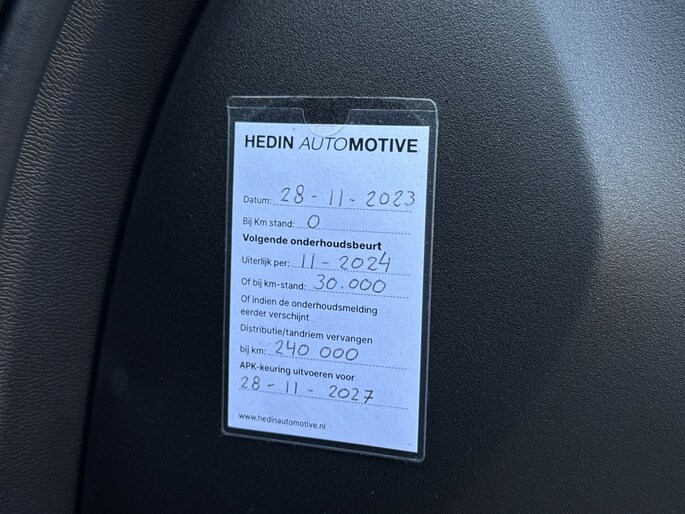 HEDIN AUTOMOTIVE
Datum: 28-11-2023
Bij Km stand: 0
Volgende onderhoudsbeurt
Uiterlijk per: 11-2024
Of bij km-stand: 30.000
Of indien de onderhoudsmelding
eerder verschijnt
Distributie/tandriem vervangen
bij km: 240 000
APK-keuring uitvoeren voor
28-11-2027
www.hedinautomotive.nl